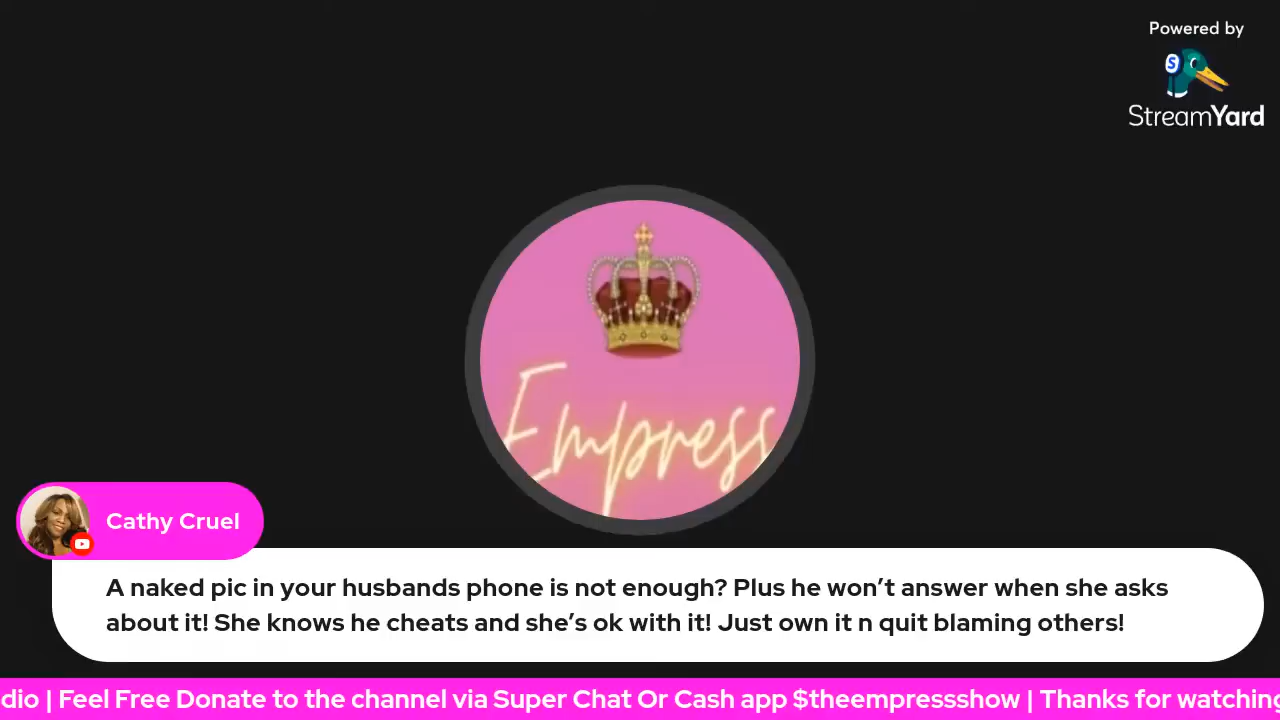 Powered by
StreamYard
Empress
Cathy Cruel
A naked pic in your husbands phone is not enough? Plus he won’t answer when she asks
about it! She knows he cheats and she’s ok with it! Just own it n quit blaming others!
dio | Feel Free Donate to the channel via Super Chat Or Cash app $theempressshow | Thanks for watching